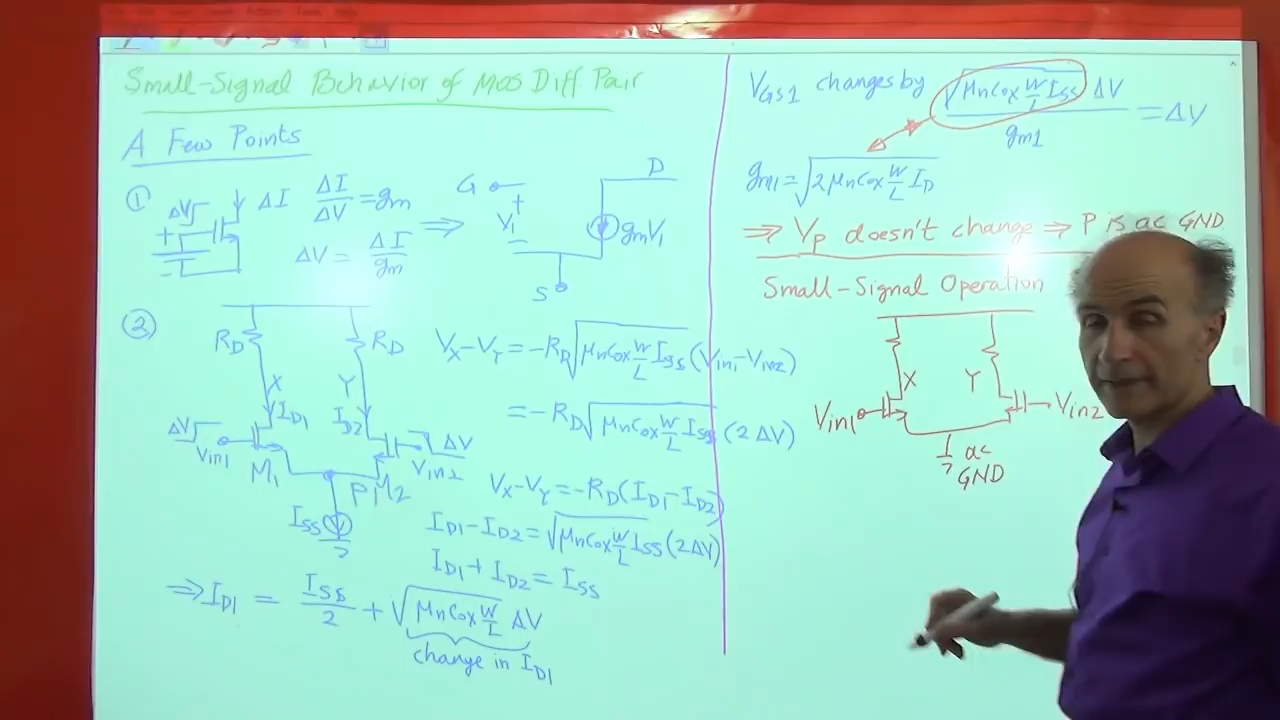 Small-Signal Behavior of MOS Diff Pair
A Few Points
① ΔV ΔI ΔI/ΔV = gm ⇒ G + V1 - gmV1 D S
ΔV = ΔI/gm
②
RD RD
X Y
ID1 ID2
ΔV Vin1 M1 P M2 Vin2 ΔV
ISS
VX-VY = -RD√(μnCox W/L ISS) (Vin1-Vin2)
= -RD√(μnCox W/L ISS) (2ΔV)
VX-VY = -RD(ID1-ID2)
ID1-ID2 = √(μnCox W/L ISS) (2ΔV)
ID1 + ID2 = ISS
⇒ ID1 = ISS/2 + √(μnCox W/L) ΔV
change in ID1
VGS1 changes by √(μnCox W/L ISS) ΔV / gm1 = ΔV
gm1 = √(2μnCox W/L ID)
⇒ VP doesn't change ⇒ P is ac GND
Small-Signal Operation
X Y
Vin1 Vin2
ac
GND